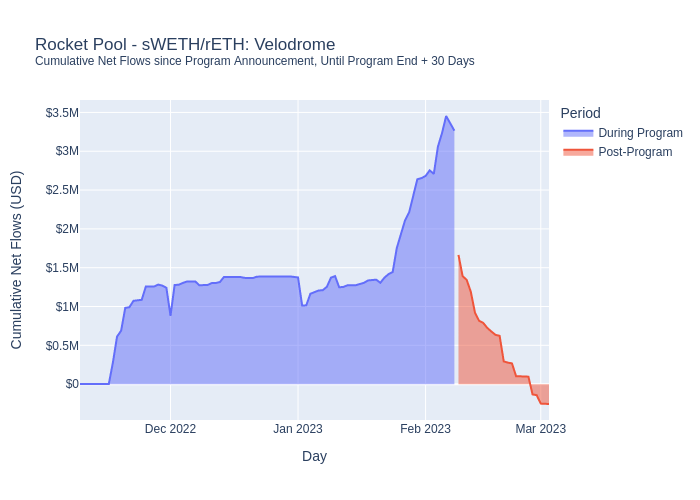 Rocket Pool - sWETH/rETH: Velodrome
Cumulative Net Flows since Program Announcement, Until Program End + 30 Days
Period
During Program
Post-Program
Cumulative Net Flows (USD)
$3.5M
$3M
$2.5M
$2M
$1.5M
$1M
$0.5M
$0
Dec 2022
Jan 2023
Feb 2023
Mar 2023
Day